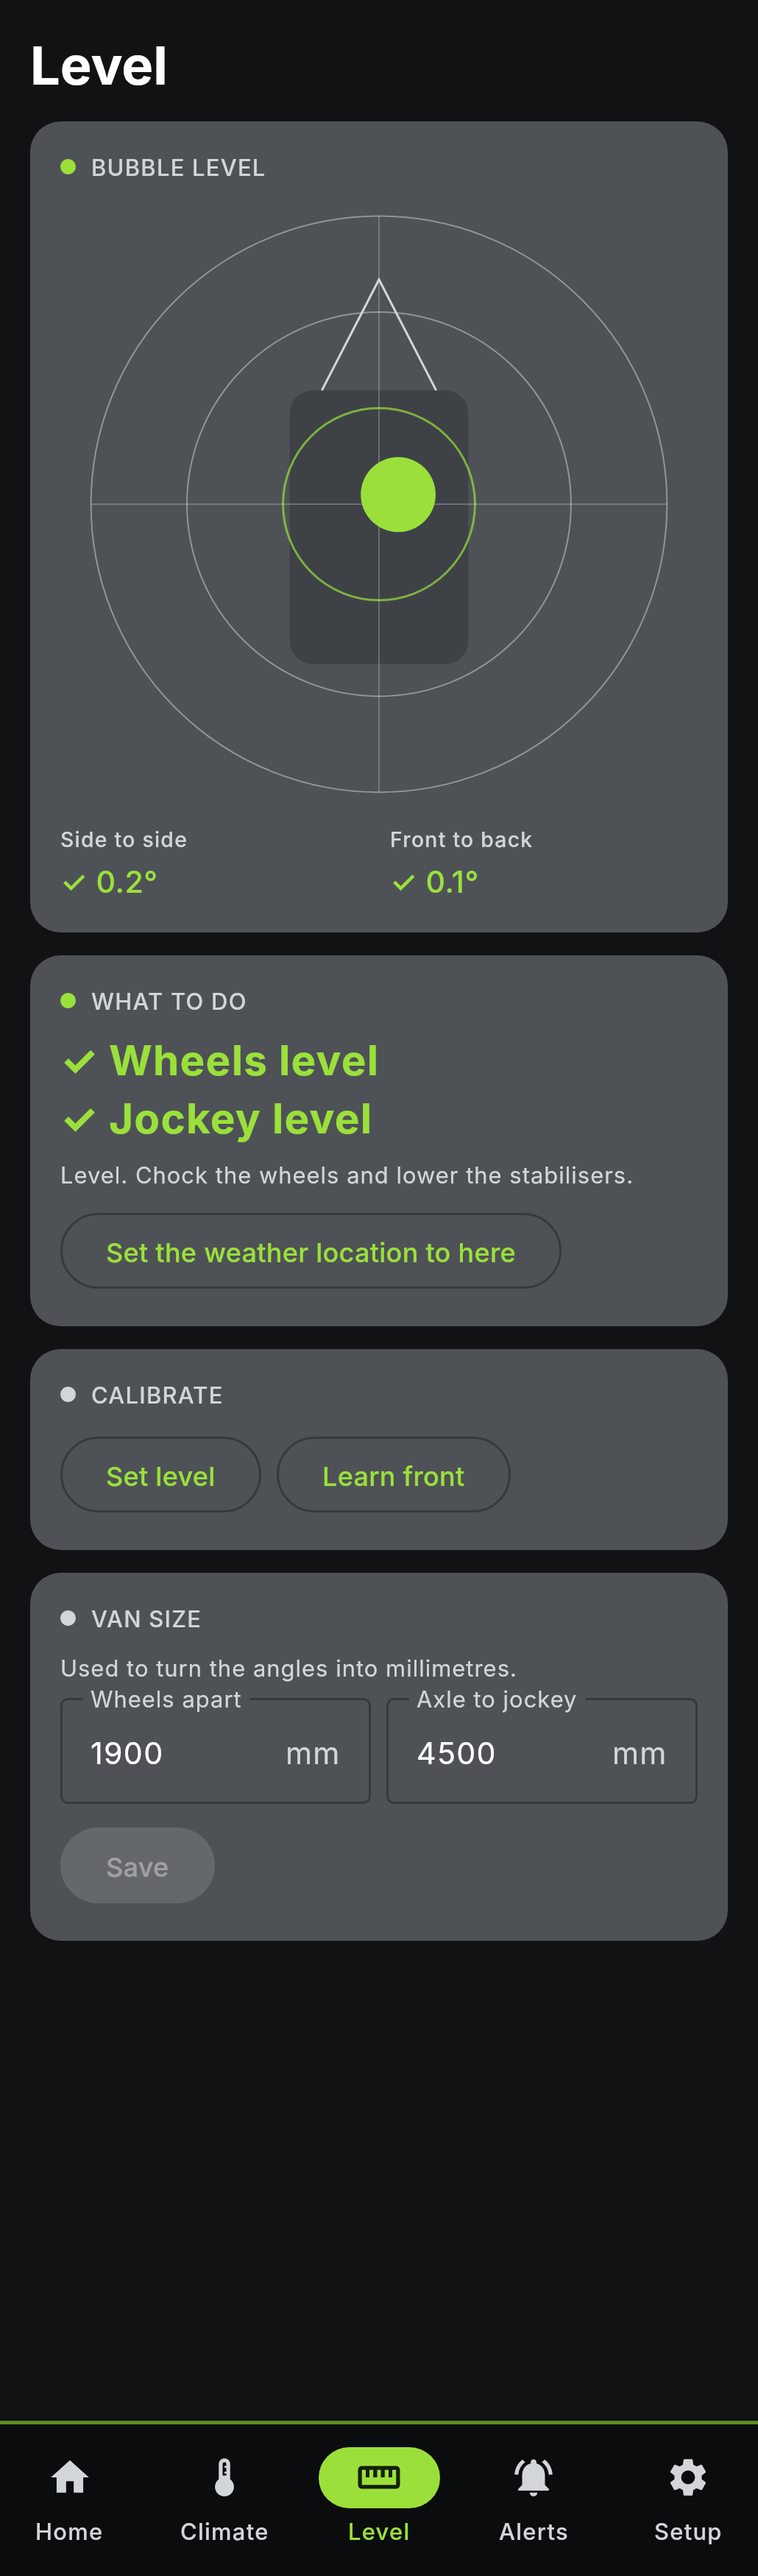 Level
BUBBLE LEVEL
Side to side
Front to back
0.2°
0.1°
WHAT TO DO
Wheels level
Jockey level
Level. Chock the wheels and lower the stabilisers.
Set the weather location to here
CALIBRATE
Set level
Learn front
VAN SIZE
Used to turn the angles into millimetres.
Wheels apart
Axle to jockey
1900 mm
4500 mm
Save
Home
Climate
Level
Alerts
Setup